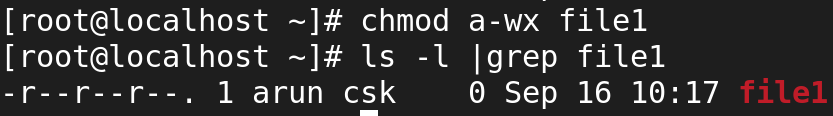 [root@localhost ~]# chmod a-wx file1
[root@localhost ~]# ls -l |grep file1
-r--r--r--. 1 arun csk    0 Sep 16 10:17 file1